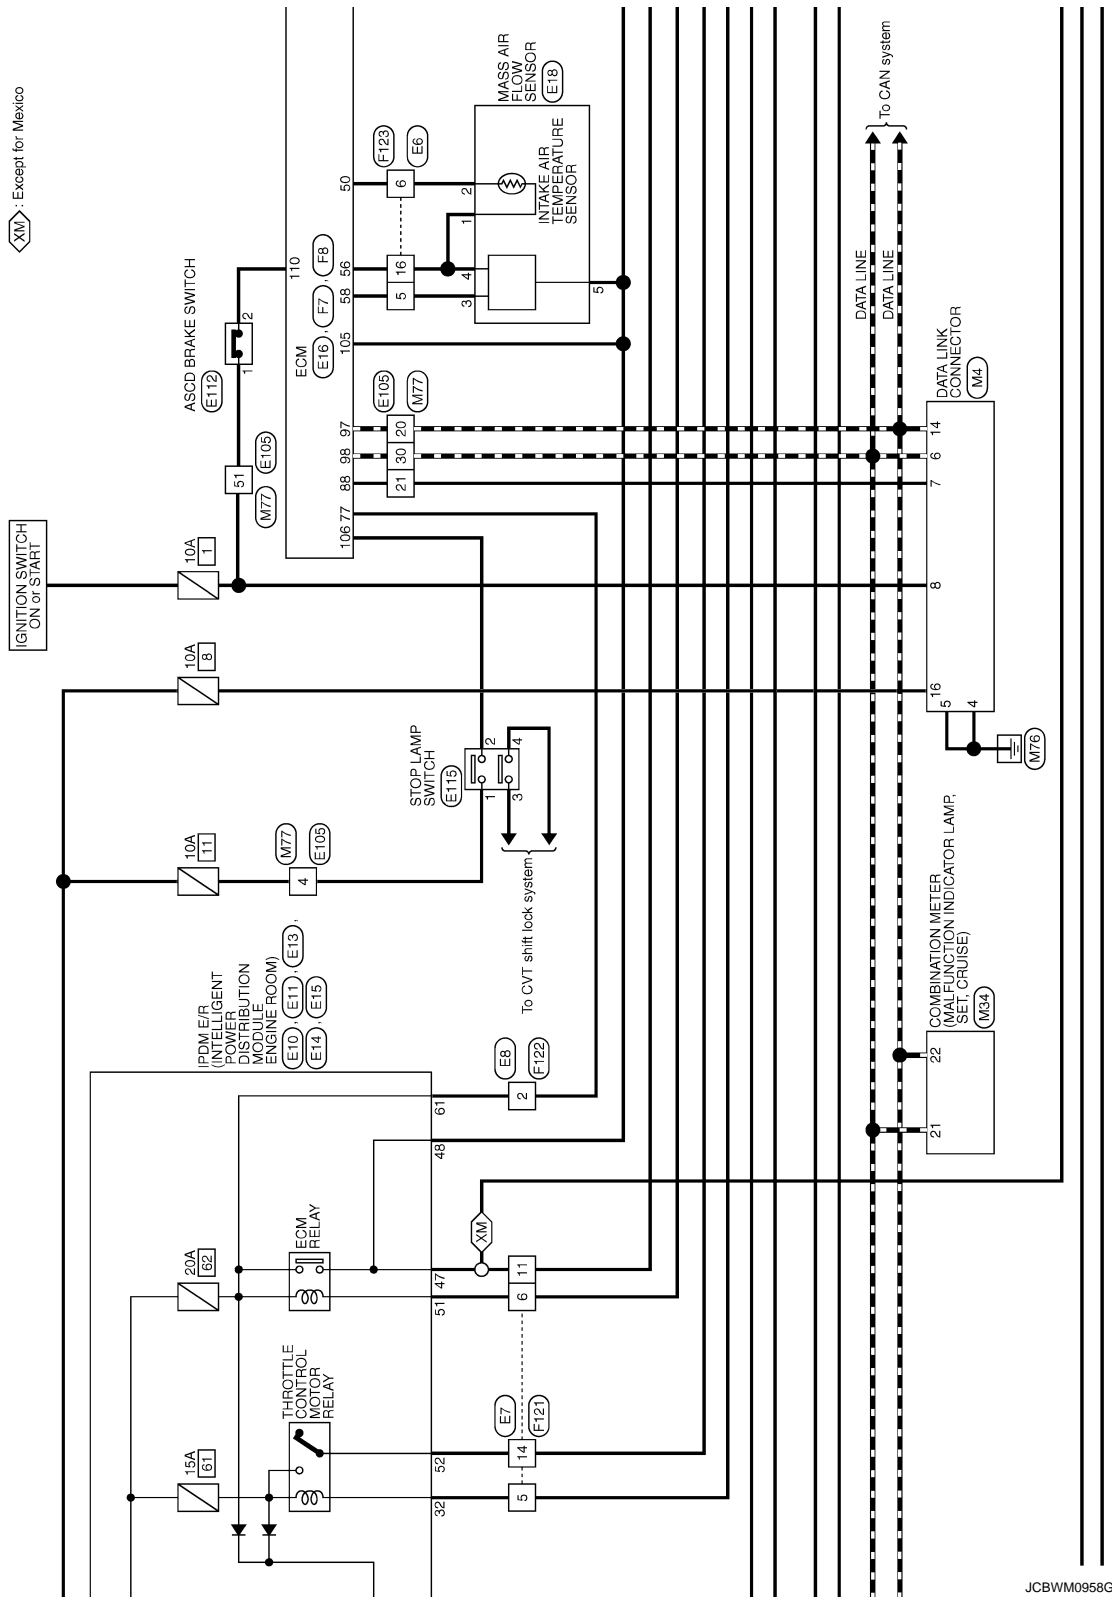 XM : Except for Mexico
IGNITION SWITCH
ON or START
10A
1
10A
8
10A
11
M77
E105
4
ASCD BRAKE SWITCH
E112
1
2
51
E105
M77
ECM
E16 , F7 , F8
110
50
56
58
105
97
98
88
77
106
F123
E6
6
16
5
MASS AIR
FLOW
SENSOR
E18
INTAKE AIR
TEMPERATURE
SENSOR
2
1
4
3
5
E105
M77
20
30
21
STOP LAMP
SWITCH
E115
1
2
3
4
To CVT shift lock system
IPDM E/R
(INTELLIGENT
POWER
DISTRIBUTION
MODULE
ENGINE ROOM)
E10 , E11 , E13 ,
E14 , E15
20A
62
ECM
RELAY
15A
61
THROTTLE
CONTROL
MOTOR
RELAY
61
48
47
51
52
32
E8
F122
2
XM
11
6
E7
F121
14
5
To CAN system
DATA LINE
DATA LINE
DATA LINK
CONNECTOR
M4
14
6
7
8
16
5
4
M76
COMBINATION METER
(MALFUNCTION INDICATOR LAMP,
SET, CRUISE)
M34
22
21
JCBWM0958G